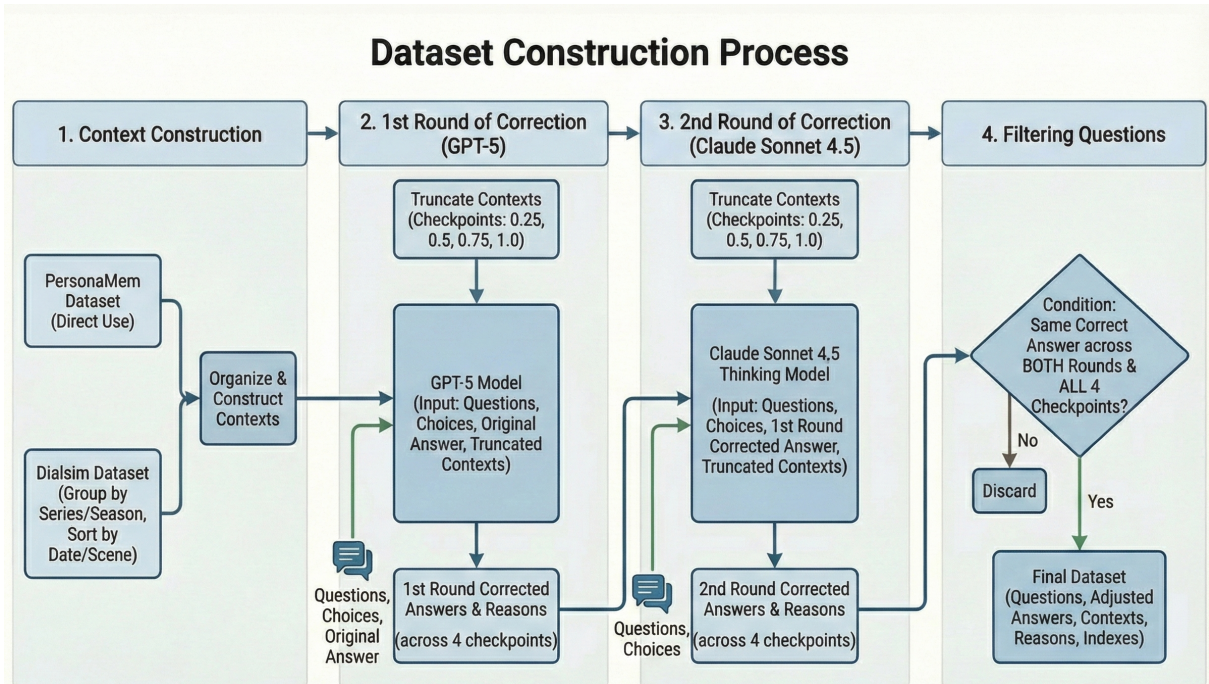 Dataset Construction Process
1. Context Construction
2. 1st Round of Correction
(GPT-5)
3. 2nd Round of Correction
(Claude Sonnet 4.5)
4. Filtering Questions
PersonaMem
Dataset
(Direct Use)
Dialsim Dataset
(Group by
Series/Season,
Sort by
Date/Scene)
Organize &
Construct
Contexts
Truncate Contexts
(Checkpoints: 0.25,
0.5, 0.75, 1.0)
GPT-5 Model
(Input: Questions,
Choices, Original
Answer, Truncated
Contexts)
Questions,
Choices,
Original
Answer
1st Round Corrected
Answers & Reasons
(across 4 checkpoints)
Truncate Contexts
(Checkpoints: 0.25,
0.5, 0.75, 1.0)
Claude Sonnet 4.5
Thinking Model
(Input: Questions,
Choices, 1st Round
Corrected Answer,
Truncated Contexts)
Questions,
Choices
2nd Round Corrected
Answers & Reasons
(across 4 checkpoints)
Condition:
Same Correct
Answer across
BOTH Rounds &
ALL 4
Checkpoints?
No
Discard
Yes
Final Dataset
(Questions, Adjusted
Answers, Contexts,
Reasons, Indexes)